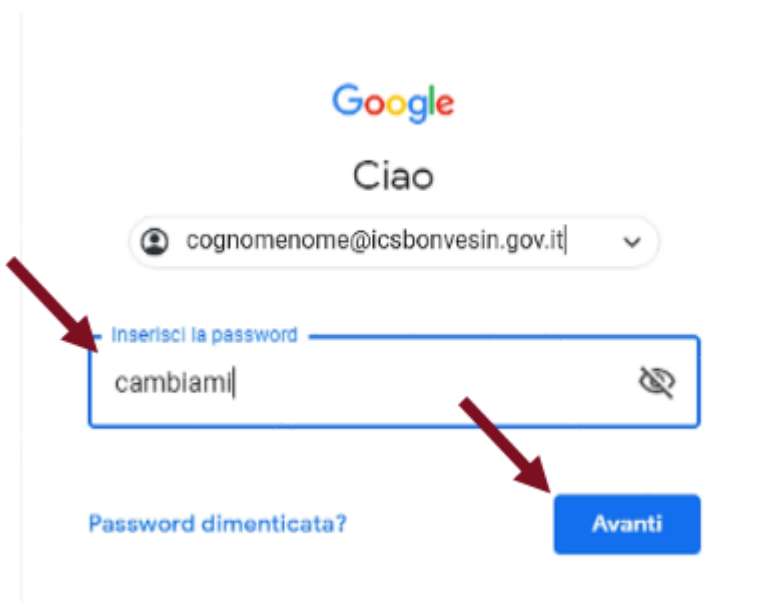 Google
Ciao
cognomenome@icsbonvesin.gov.it
Inserisci la password
cambiami
Password dimenticata?
Avanti